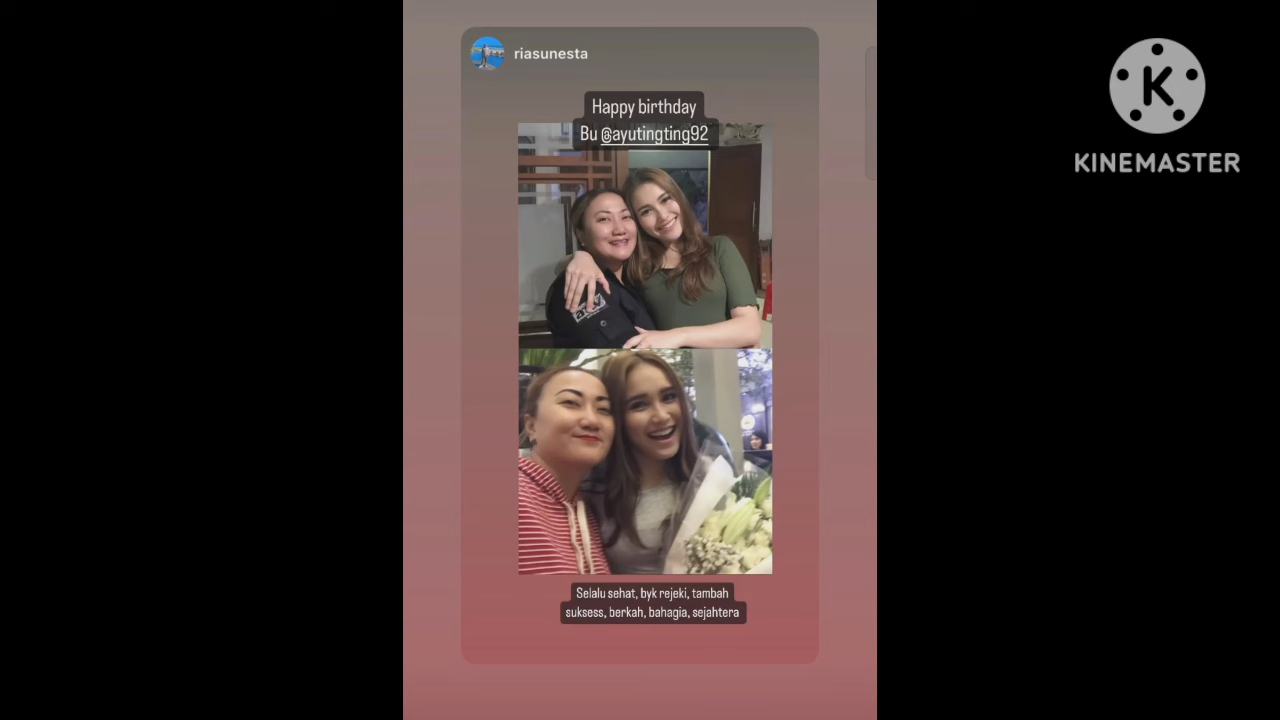 riasunesta
Happy birthday
Bu @ayutingting92
Selalu sehat, byk rejeki, tambah
suksess, berkah, bahagia, sejahtera
K
KINEMASTER